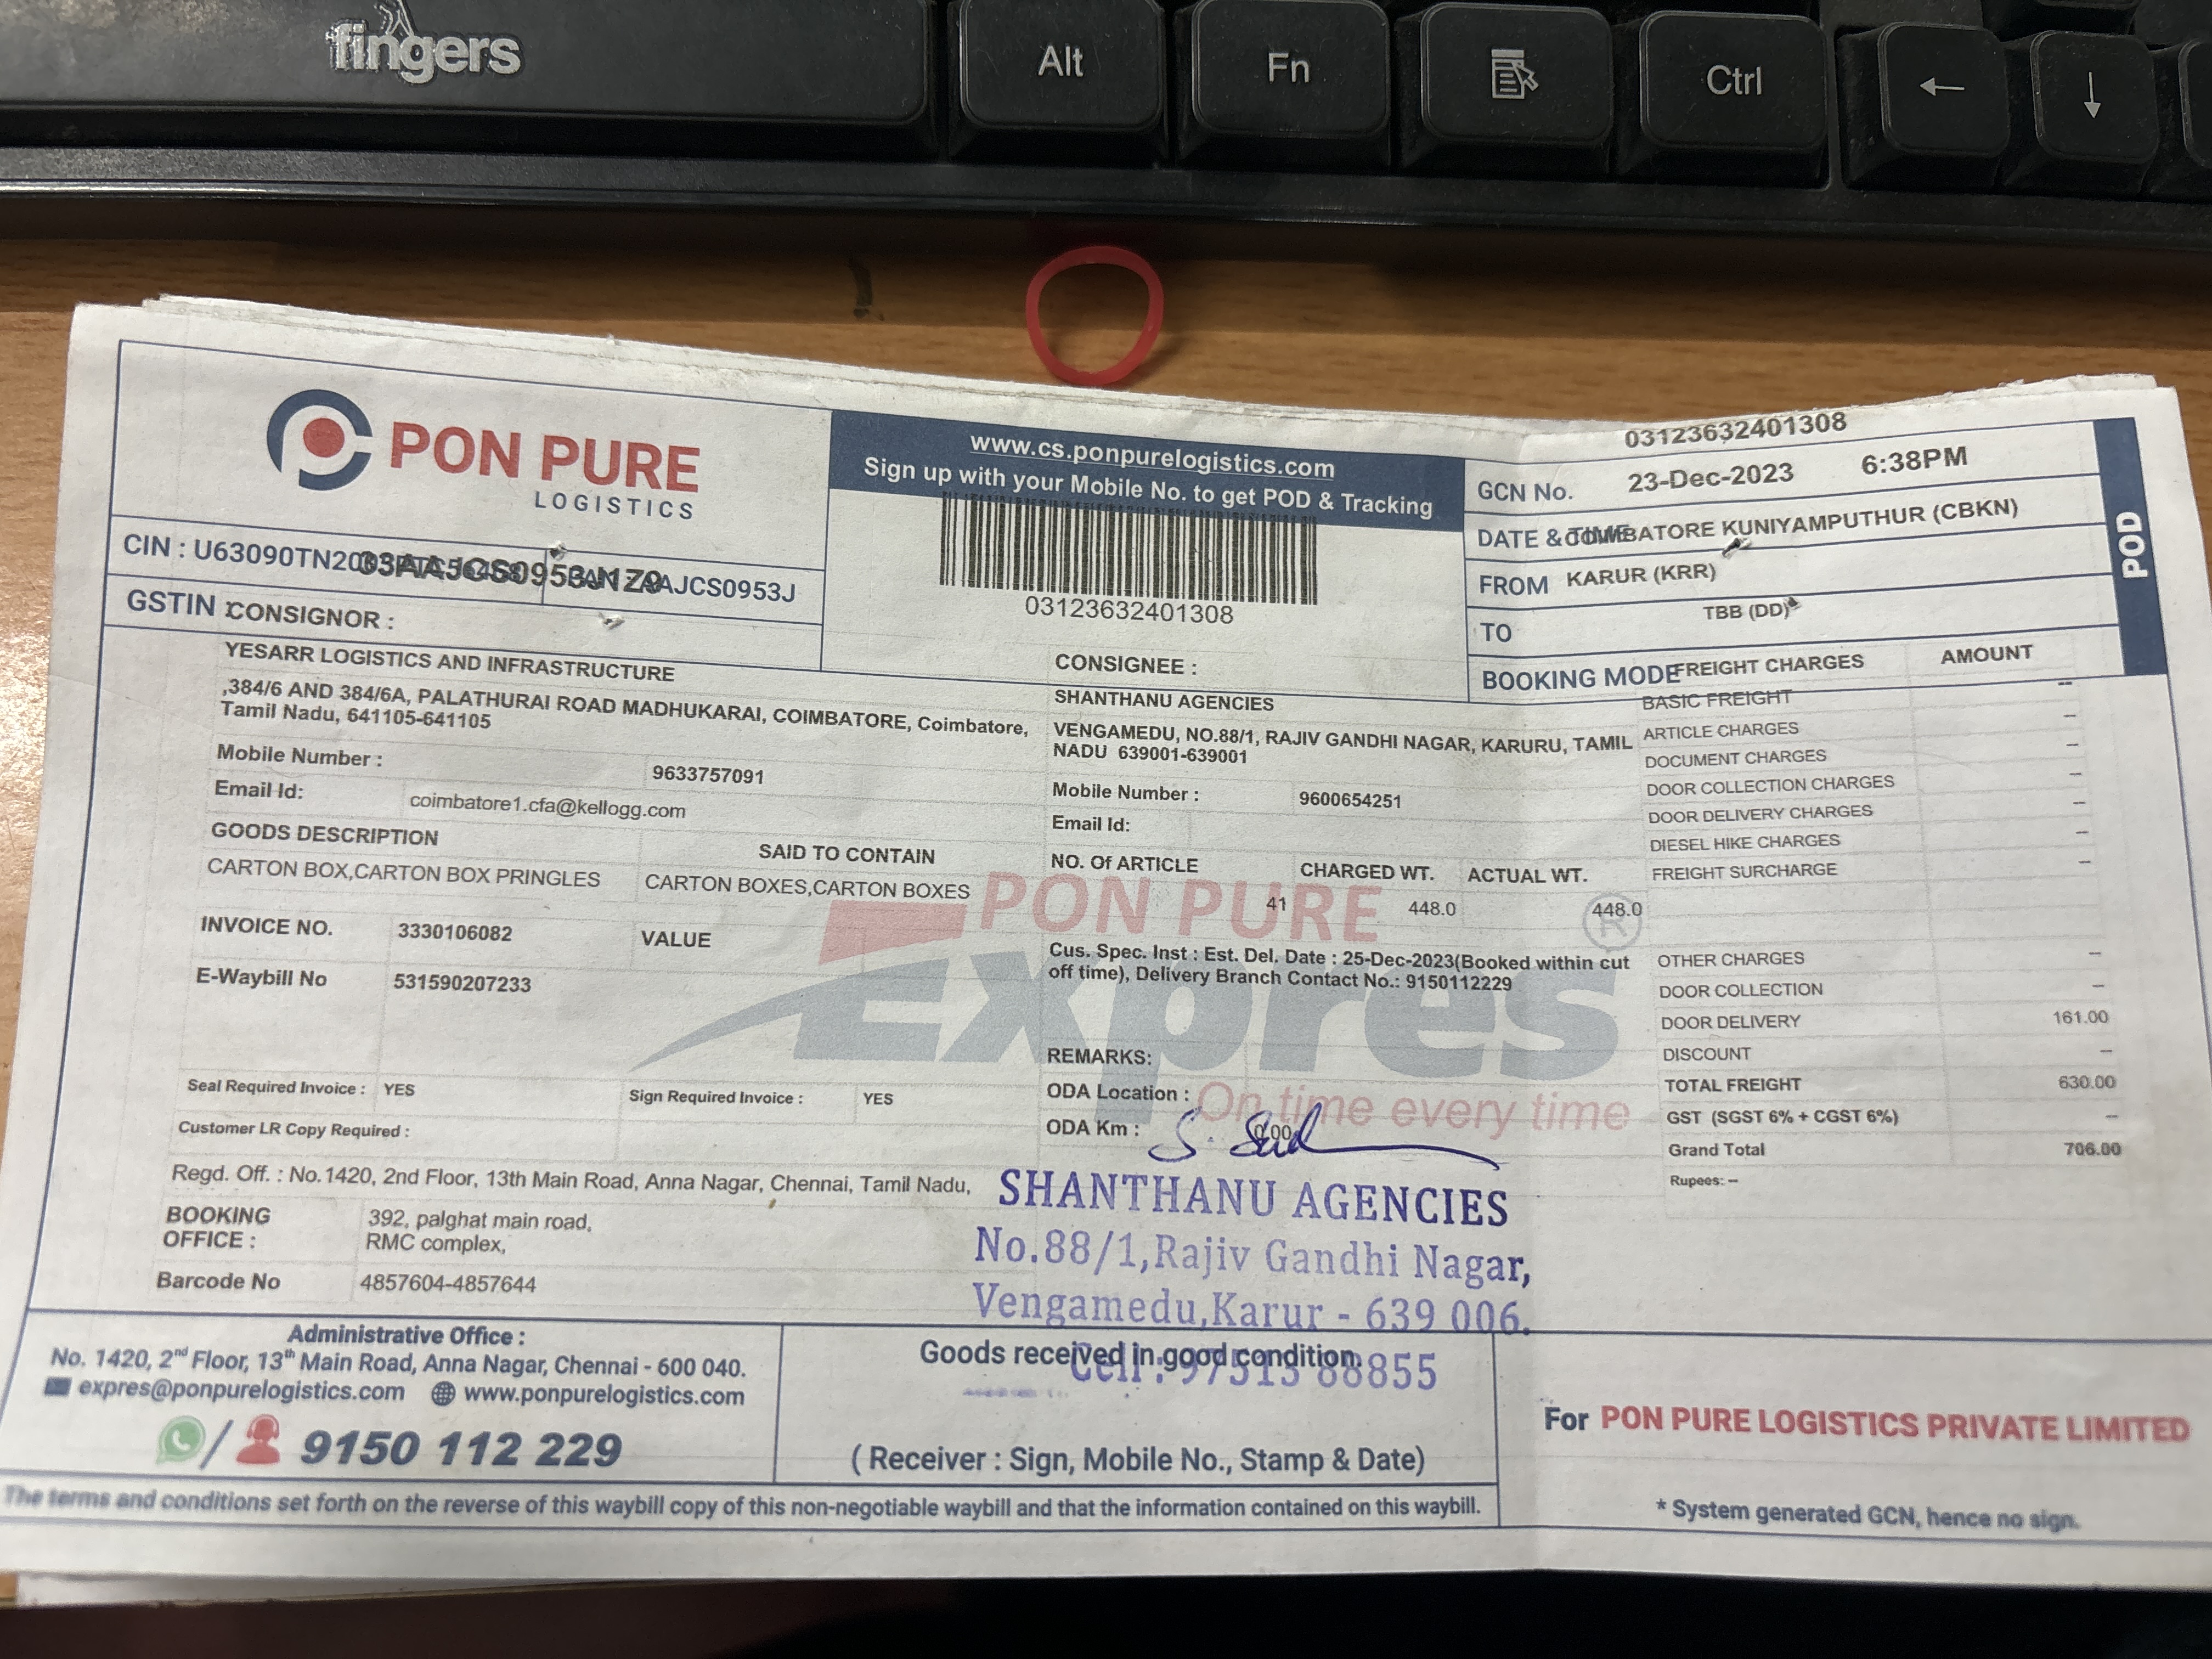 fingers
Alt
Fn
Ctrl
PON PURE
LOGISTICS
www.cs.ponpurelogistics.com
Sign up with your Mobile No. to get POD & Tracking
03123632401308
03123632401308
GCN No. 23-Dec-2023 6:38PM
DATE & TIME COIMBATORE KUNIYAMPUTHUR (CBKN)
FROM KARUR (KRR)
TO TBB (DD)
BOOKING MODE
POD
CIN : PAN : AAJCS0953J
GSTIN : 33AAJCS0953J1Z9
CONSIGNOR :
YESARR LOGISTICS AND INFRASTRUCTURE
,384/6 AND 384/6A, PALATHURAI ROAD MADHUKARAI, COIMBATORE, Coimbatore,
Tamil Nadu, 641105-641105
Mobile Number : 9633757091
Email Id: coimbatore1.cfa@kellogg.com
CONSIGNEE :
SHANTHANU AGENCIES
VENGAMEDU, NO.88/1, RAJIV GANDHI NAGAR, KARURU, TAMIL
NADU 639001-639001
Mobile Number : 9600654251
Email Id:
GOODS DESCRIPTION SAID TO CONTAIN
CARTON BOX,CARTON BOX PRINGLES CARTON BOXES,CARTON BOXES
NO. Of ARTICLE CHARGED WT. ACTUAL WT.
41 448.0 448.0
INVOICE NO. 3330106082 VALUE
E-Waybill No 531590207233
Cus. Spec. Inst : Est. Del. Date : 25-Dec-2023(Booked within cut
off time), Delivery Branch Contact No.: 9150112229
PON PURE
Expres ®
On time every time
REMARKS:
ODA Location :
ODA Km : 0.00
Seal Required Invoice : YES Sign Required Invoice : YES
Customer LR Copy Required :
FREIGHT CHARGES AMOUNT
BASIC FREIGHT --
ARTICLE CHARGES --
DOCUMENT CHARGES --
DOOR COLLECTION CHARGES --
DOOR DELIVERY CHARGES --
DIESEL HIKE CHARGES --
FREIGHT SURCHARGE --
OTHER CHARGES --
DOOR COLLECTION --
DOOR DELIVERY 161.00
DISCOUNT --
TOTAL FREIGHT 630.00
GST (SGST 6% + CGST 6%) --
Grand Total 706.00
Rupees: --
Regd. Off. : No.1420, 2nd Floor, 13th Main Road, Anna Nagar, Chennai, Tamil Nadu,
BOOKING 392, palghat main road,
OFFICE : RMC complex,
Barcode No 4857604-4857644
SHANTHANU AGENCIES
No.88/1,Rajiv Gandhi Nagar,
Vengamedu,Karur - 639 006.
Cell : 97513 88855
Administrative Office :
No. 1420, 2nd Floor, 13th Main Road, Anna Nagar, Chennai - 600 040.
expres@ponpurelogistics.com www.ponpurelogistics.com
/ 9150 112 229
Goods received in good condition.
( Receiver : Sign, Mobile No., Stamp & Date)
For PON PURE LOGISTICS PRIVATE LIMITED
The terms and conditions set forth on the reverse of this waybill copy of this non-negotiable waybill and that the information contained on this waybill.
* System generated GCN, hence no sign.